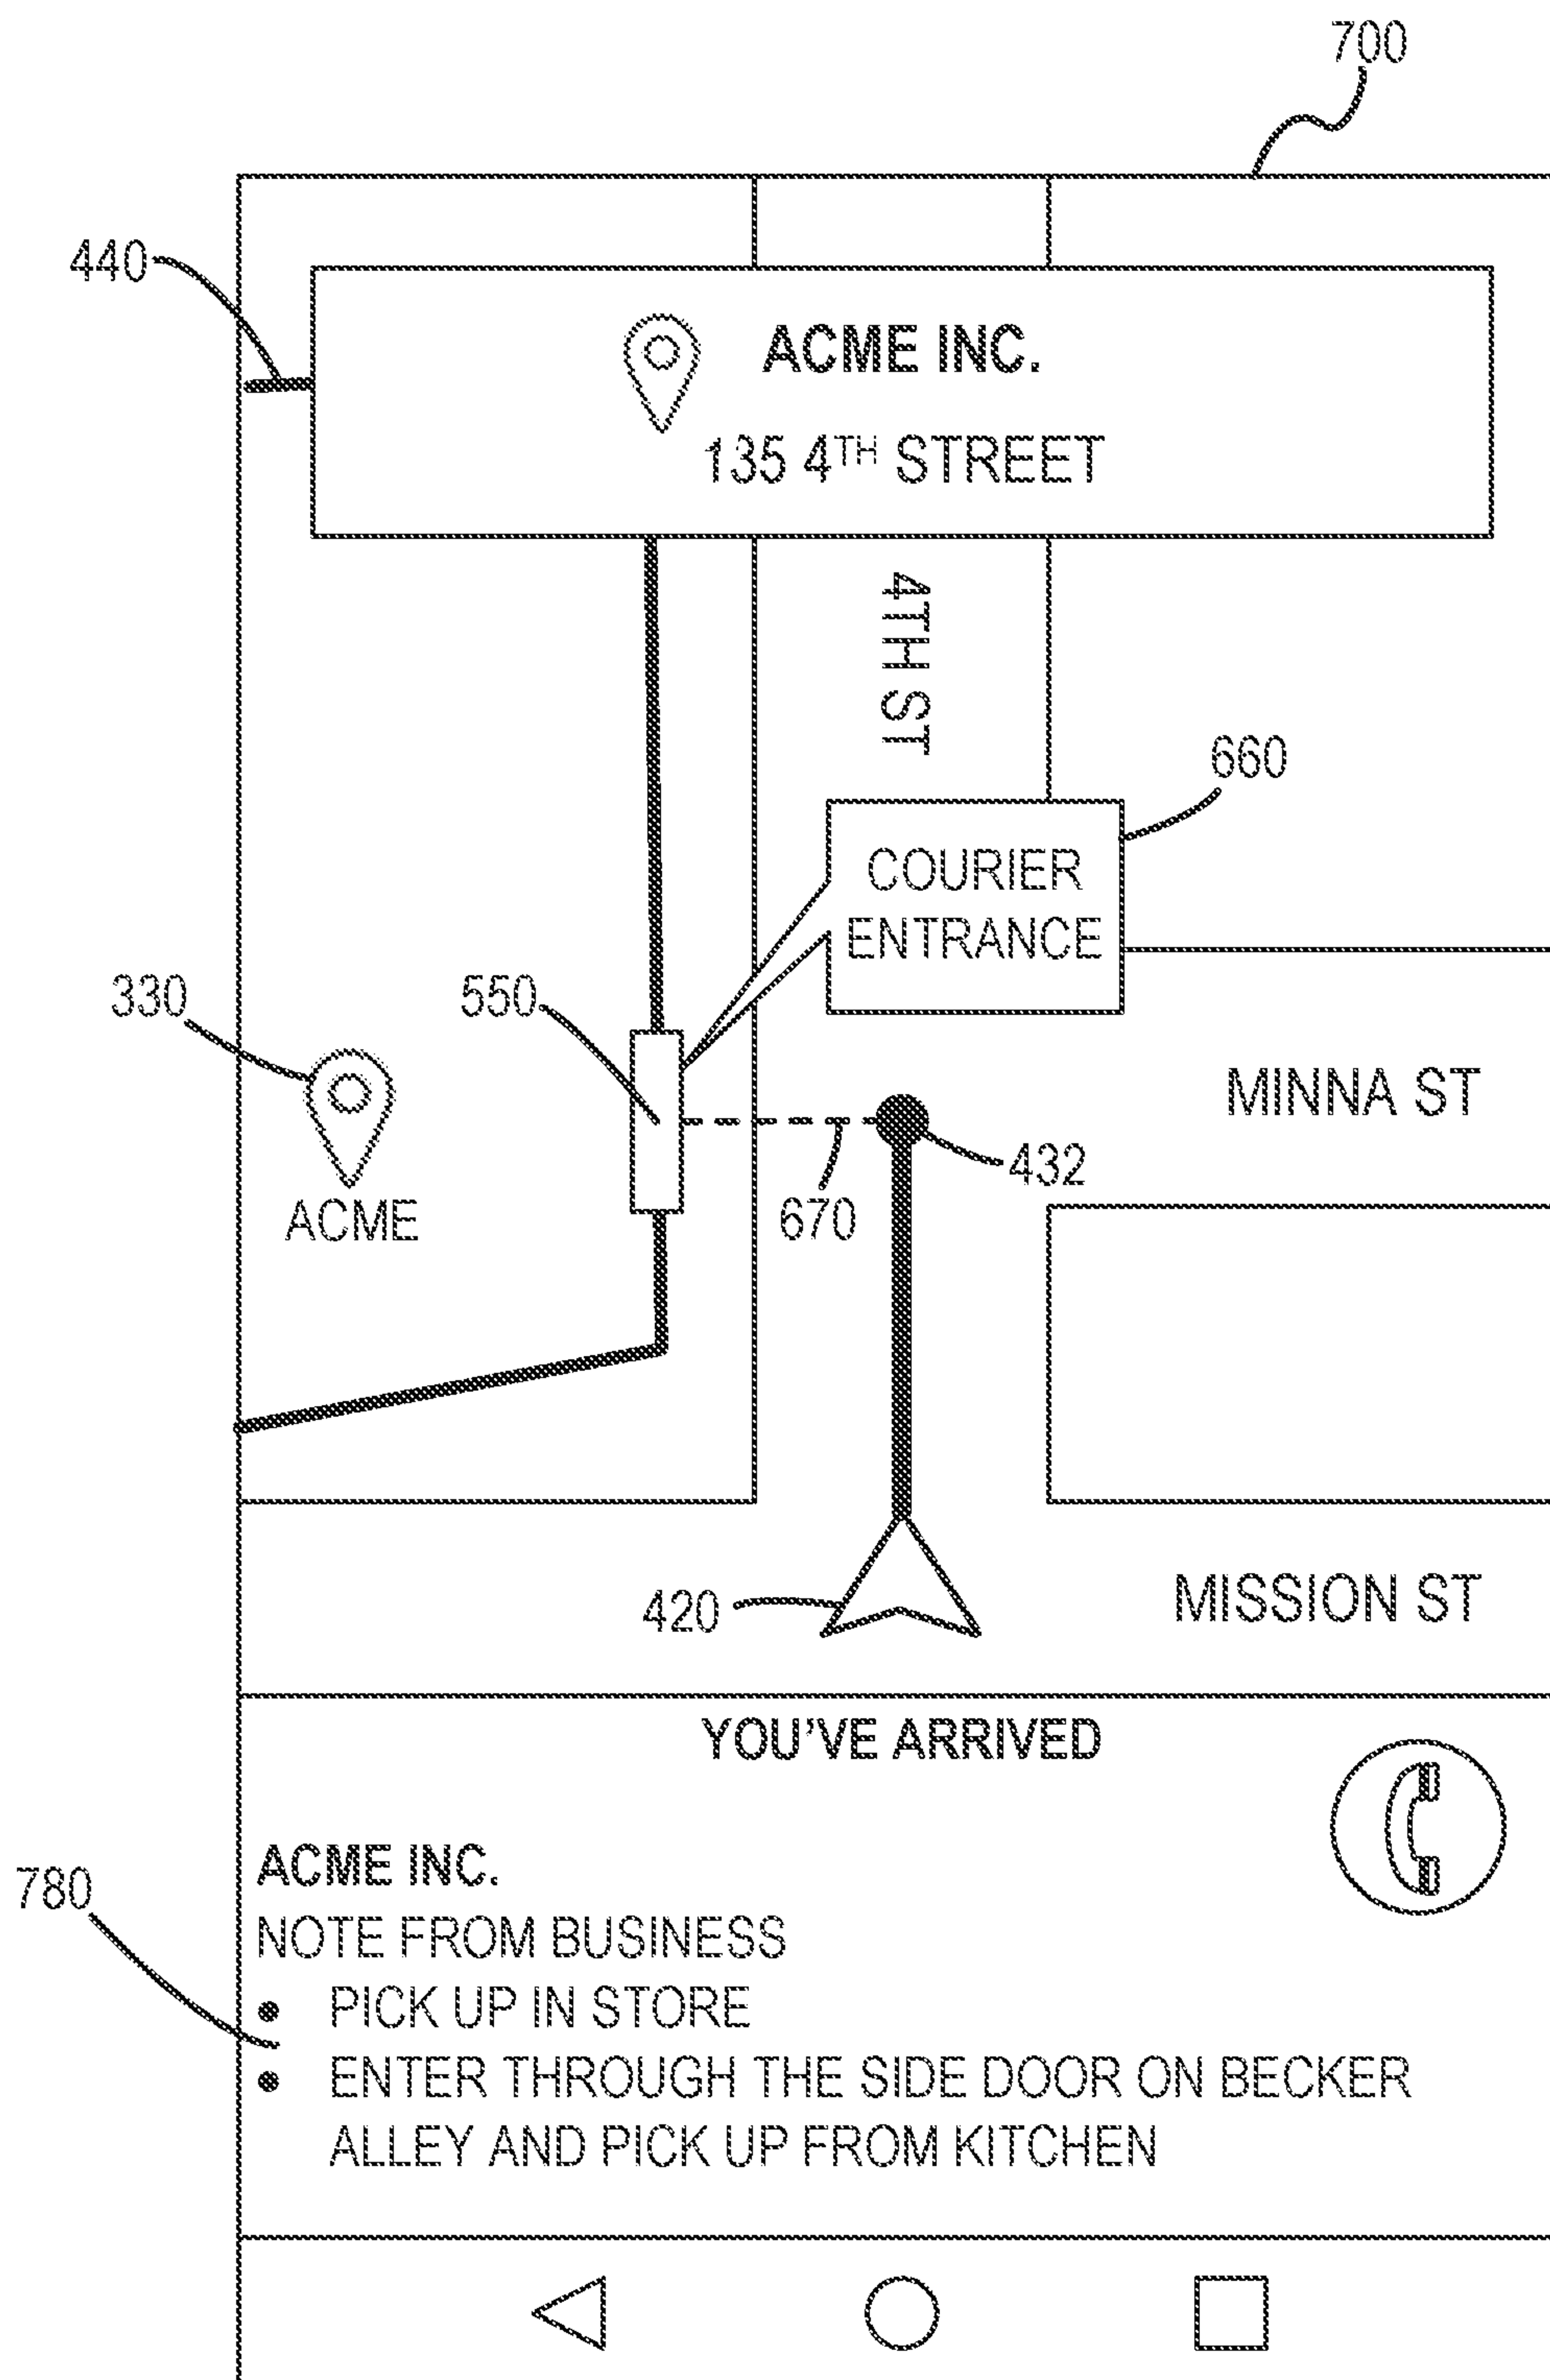 700
440
ACME INC.
135 4TH STREET
4TH ST
660
COURIER
ENTRANCE
330
550
MINNA ST
432
670
ACME
420
MISSION ST
YOU'VE ARRIVED
ACME INC.
780
NOTE FROM BUSINESS
• PICK UP IN STORE
• ENTER THROUGH THE SIDE DOOR ON BECKER
ALLEY AND PICK UP FROM KITCHEN